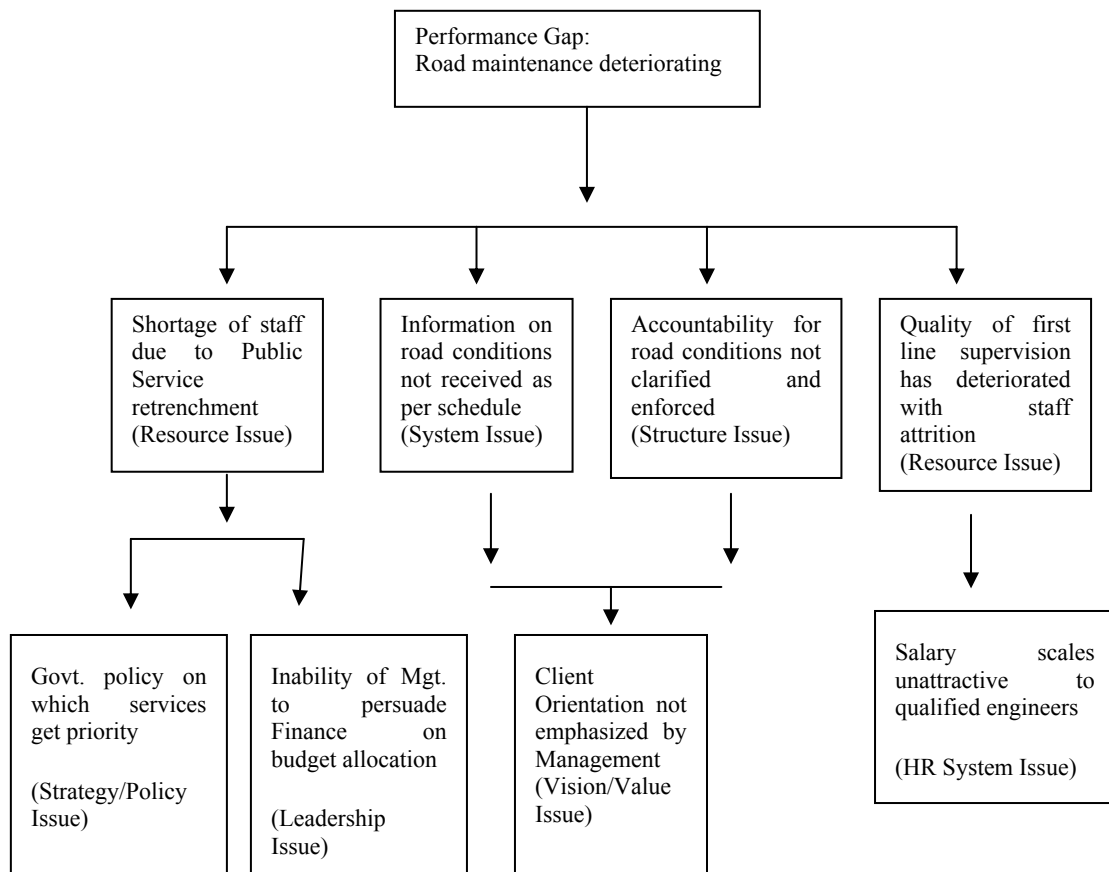 Performance Gap:
Road maintenance deteriorating
Shortage of staff
due to Public
Service
retrenchment
(Resource Issue)
Information on
road conditions
not received as
per schedule
(System Issue)
Accountability for
road conditions not
clarified and
enforced
(Structure Issue)
Quality of first
line supervision
has deteriorated
with staff
attrition
(Resource Issue)
Govt. policy on
which services
get priority
(Strategy/Policy
Issue)
Inability of Mgt.
to persuade
Finance on
budget allocation
(Leadership
Issue)
Client
Orientation not
emphasized by
Management
(Vision/Value
Issue)
Salary scales
unattractive to
qualified engineers
(HR System Issue)